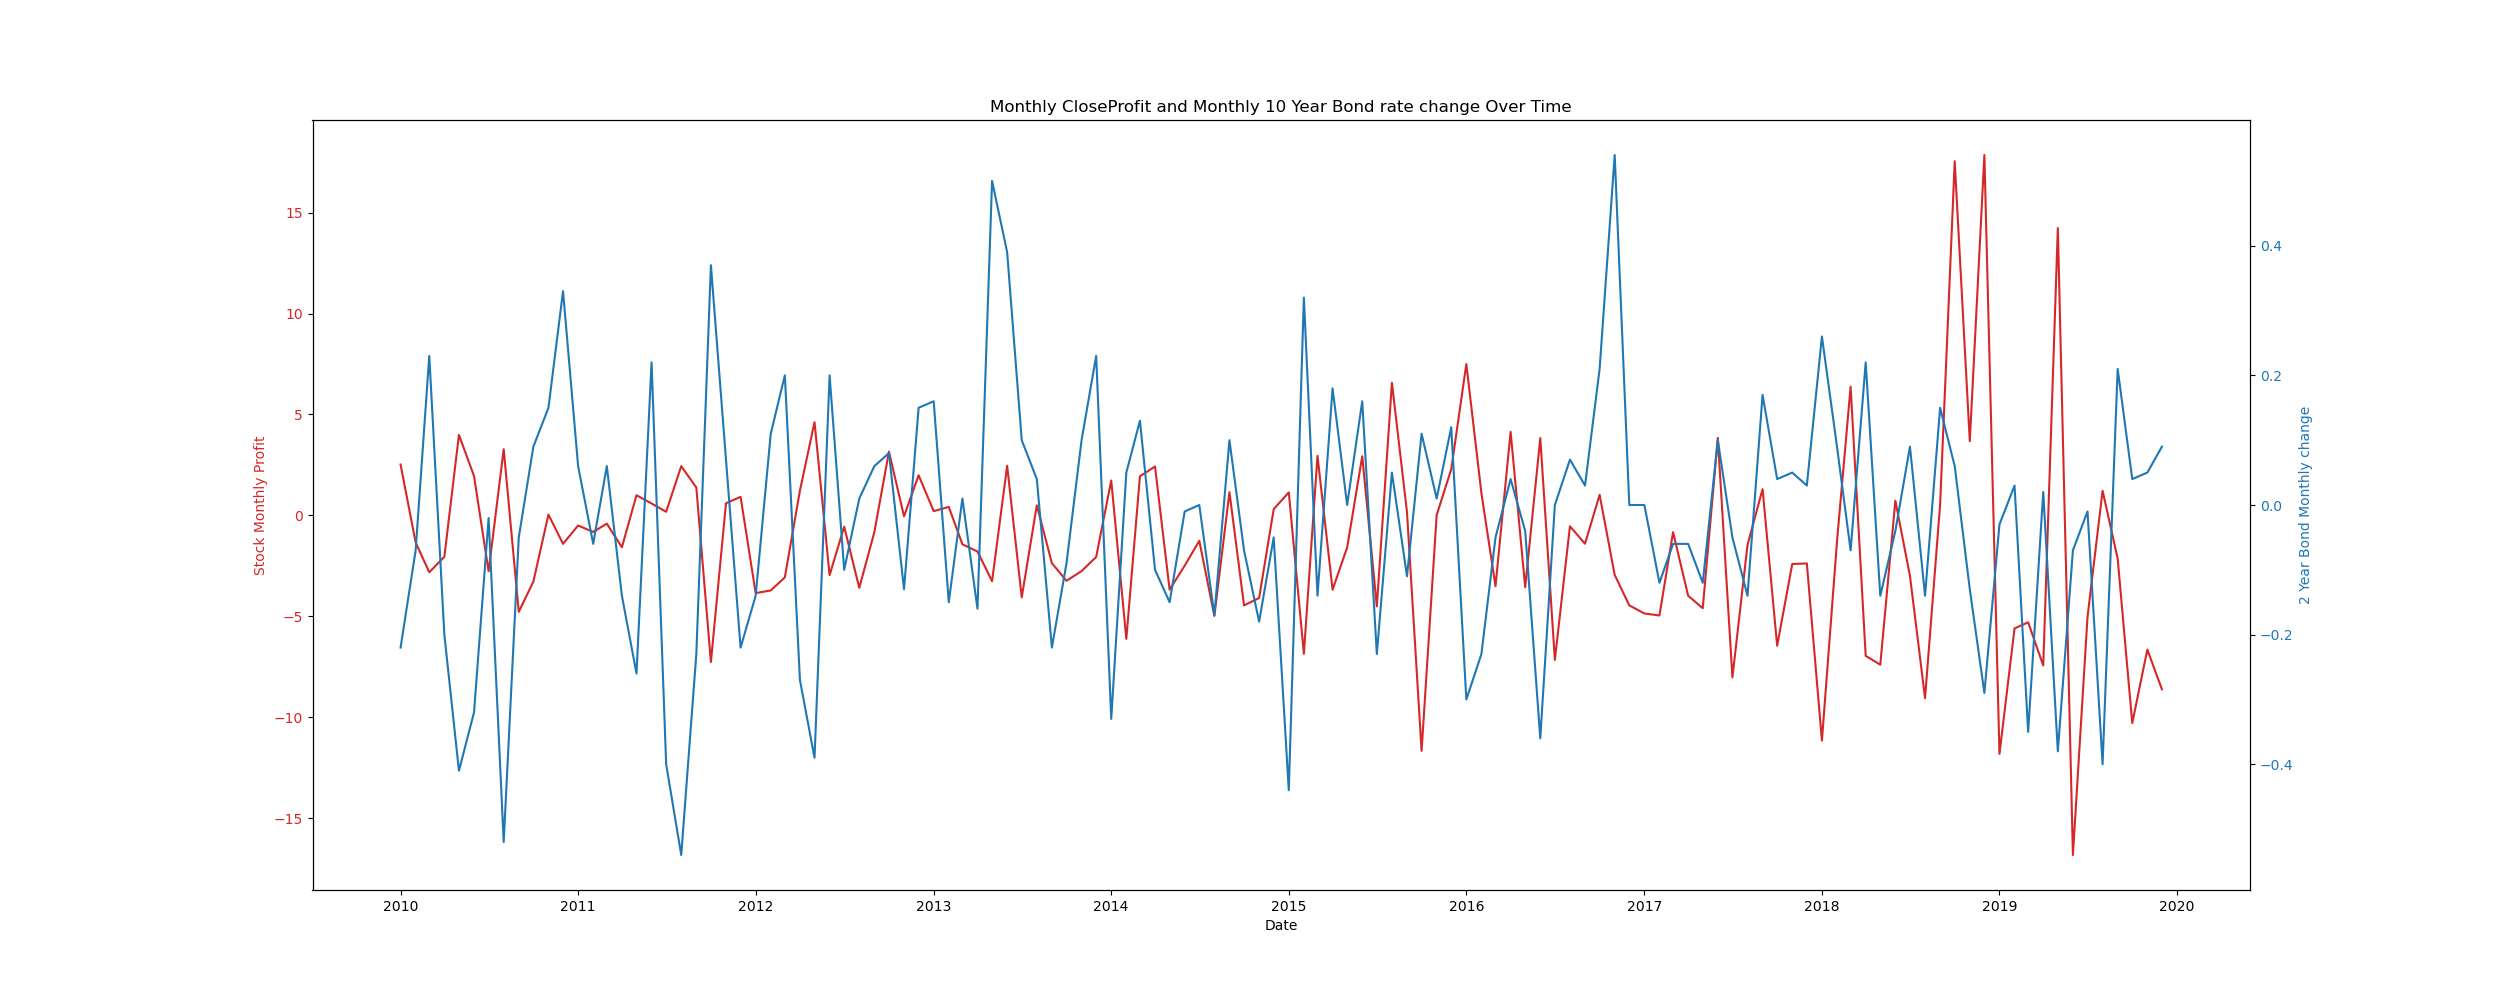 Monthly CloseProfit and Monthly 10 Year Bond rate change Over Time
Stock Monthly Profit
15
10
5
0
−5
−10
−15
0.4
0.2
0.0
−0.2
−0.4
2 Year Bond Monthly change
2010 2011 2012 2013 2014 2015 2016 2017 2018 2019 2020
Date